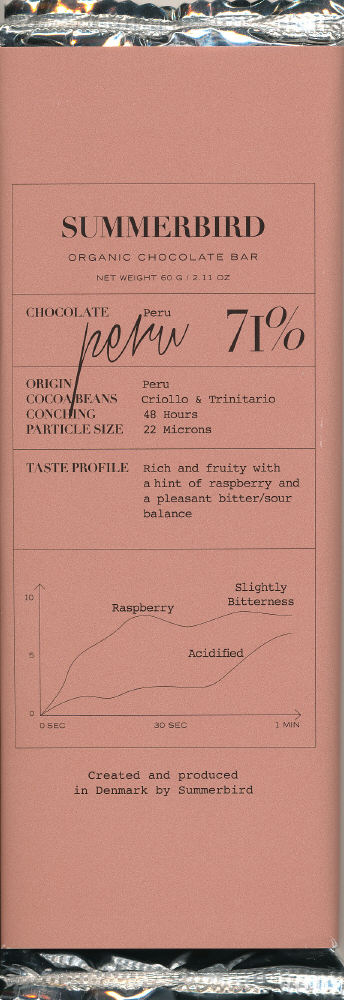 SUMMERBIRD
ORGANIC CHOCOLATE BAR
NET WEIGHT 60 G / 2.11 OZ
CHOCOLATE Peru
peru 71%
ORIGIN Peru
COCOA BEANS Criollo & Trinitario
CONCHING 48 Hours
PARTICLE SIZE 22 Microns
TASTE PROFILE Rich and fruity with
a hint of raspberry and
a pleasant bitter/sour
balance
Slightly
10 Raspberry Bitterness
5 Acidified
0
0 SEC 30 SEC 1 MIN
Created and produced
in Denmark by Summerbird